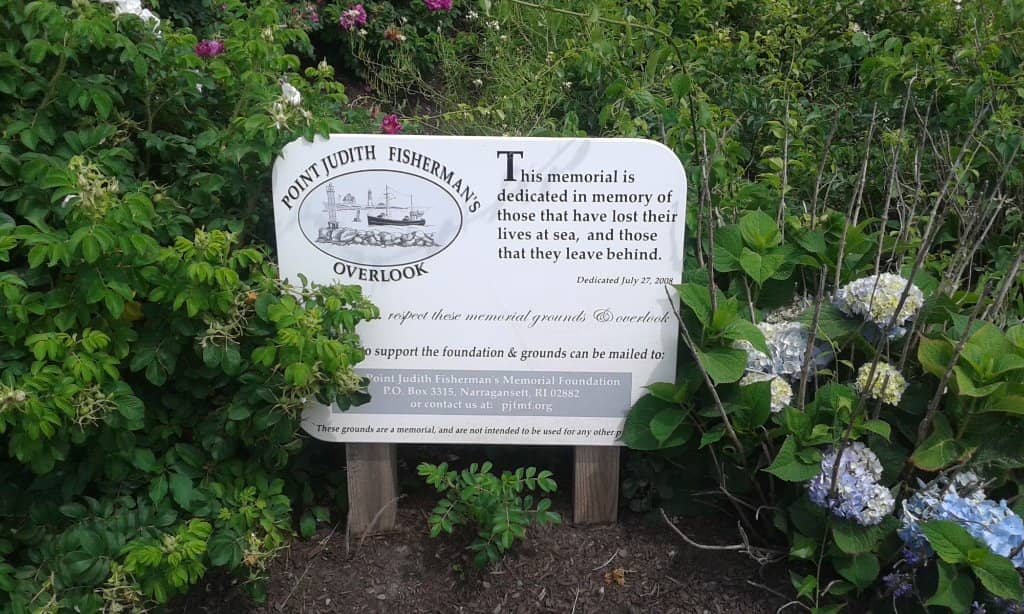 POINT JUDITH FISHERMAN'S
OVERLOOK
This memorial is
dedicated in memory of
those that have lost their
lives at sea, and those
that they leave behind.
Dedicated July 27, 2008
respect these memorial grounds & overlook
to support the foundation & grounds can be mailed to:
Point Judith Fisherman's Memorial Foundation
P.O. Box 3315, Narragansett, RI 02882
or contact us at: pjfmf.org
These grounds are a memorial, and are not intended to be used for any other